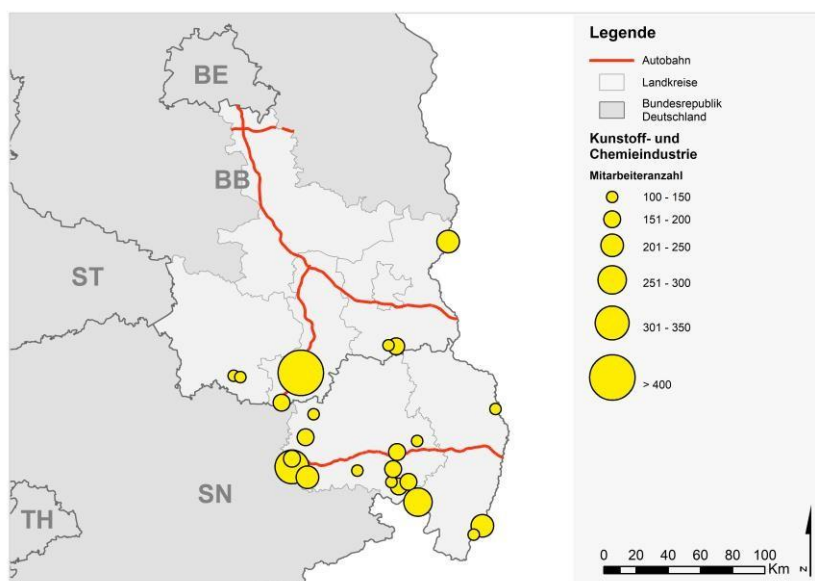 BE
BB
ST
SN
TH
Legende
Autobahn
Landkreise
Bundesrepublik
Deutschland
Kunstoff- und
Chemieindustrie
Mitarbeiteranzahl
100 - 150
151 - 200
201 - 250
251 - 300
301 - 350
> 400
0 20 40 60 80 100
Km
N